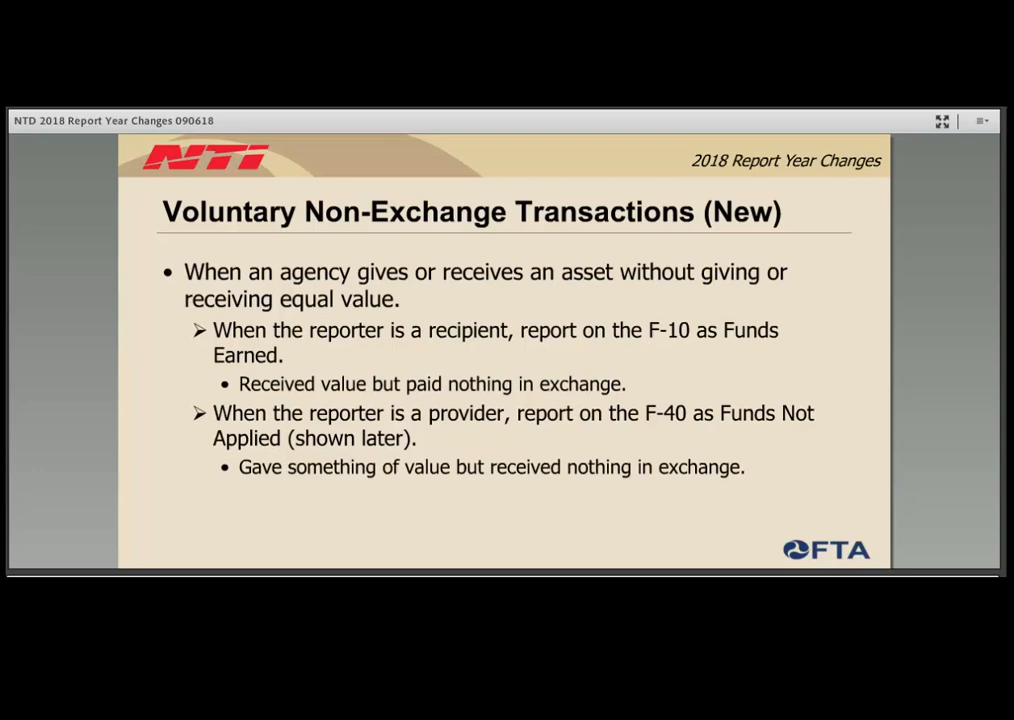 NTD 2018 Report Year Changes 090618
NTI
2018 Report Year Changes
Voluntary Non-Exchange Transactions (New)
• When an agency gives or receives an asset without giving or
receiving equal value.
➢ When the reporter is a recipient, report on the F-10 as Funds
Earned.
• Received value but paid nothing in exchange.
➢ When the reporter is a provider, report on the F-40 as Funds Not
Applied (shown later).
• Gave something of value but received nothing in exchange.
FTA